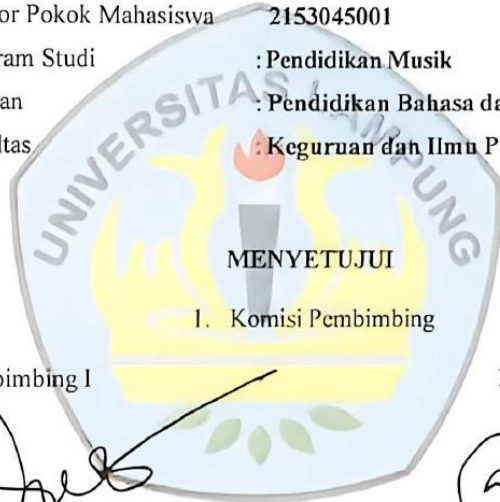 or Pokok Mahasiswa 2153045001
ram Studi : Pendidikan Musik
an : Pendidikan Bahasa da
ltas : Keguruan dan Ilmu P
UNIVERSITAS LAMPUNG
MENYETUJUI
1. Komisi Pembimbing
bimbing I